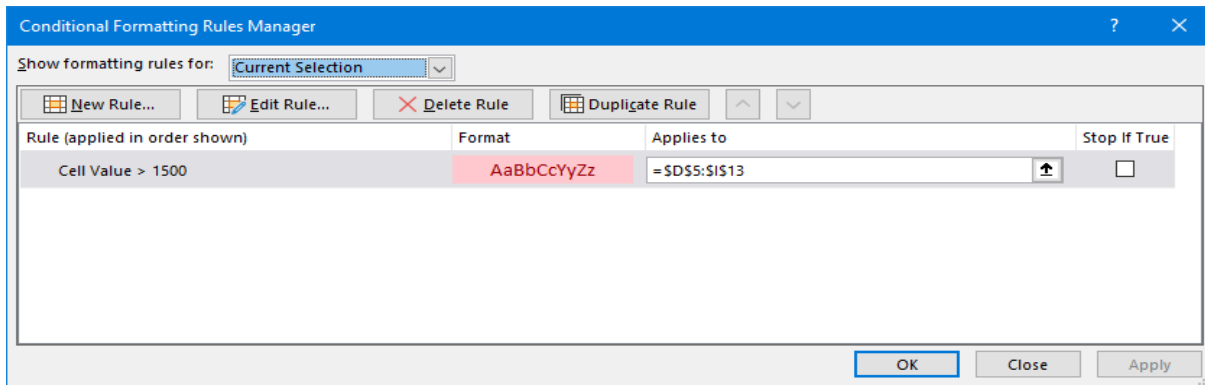 Conditional Formatting Rules Manager ? ×
Show formatting rules for: Current Selection
New Rule... Edit Rule... Delete Rule Duplicate Rule
Rule (applied in order shown) Format Applies to Stop If True
Cell Value > 1500 AaBbCcYyZz =$D$5:$I$13
OK Close Apply